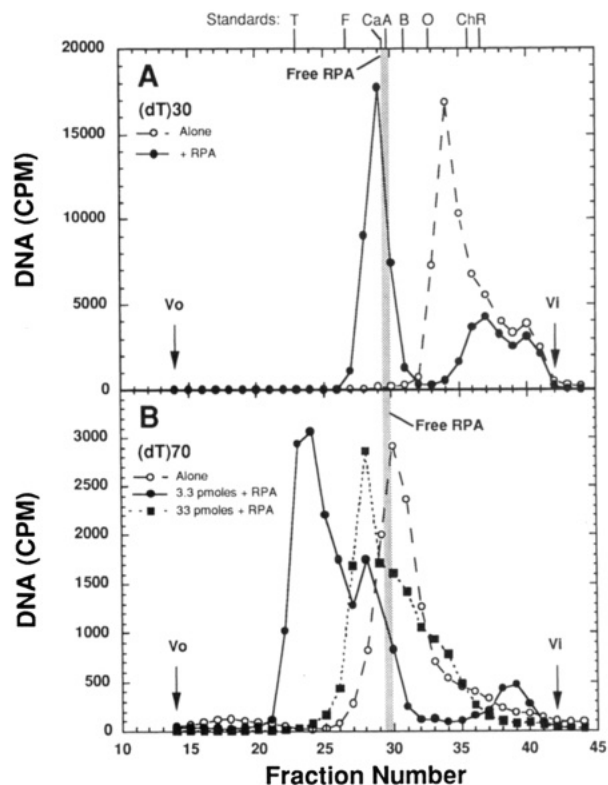 Standards: T F CaA B O ChR
20000
Free RPA
A
(dT)30
Alone
+ RPA
15000
10000
5000
0
DNA (CPM)
Vo
Vi
B
(dT)70
Free RPA
Alone
3.3 pmoles + RPA
33 pmoles + RPA
3000
2500
2000
1500
1000
500
0
DNA (CPM)
Vo
Vi
10 15 20 25 30 35 40 45
Fraction Number